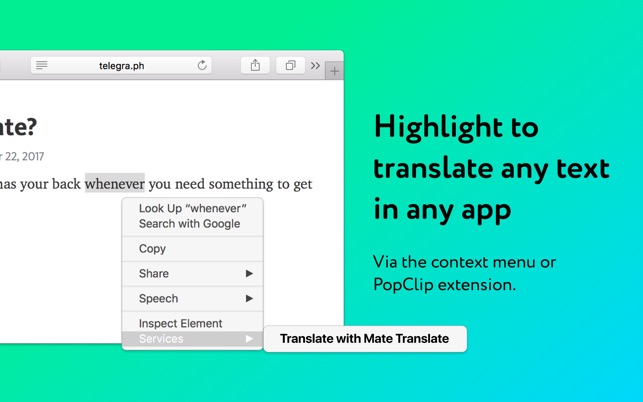 telegra.ph
ate?
r 22, 2017
has your back whenever you need something to get
Look Up “whenever”
Search with Google
Copy
Share
Speech
Inspect Element
Services
Translate with Mate Translate
Highlight to
translate any text
in any app
Via the context menu or
PopClip extension.